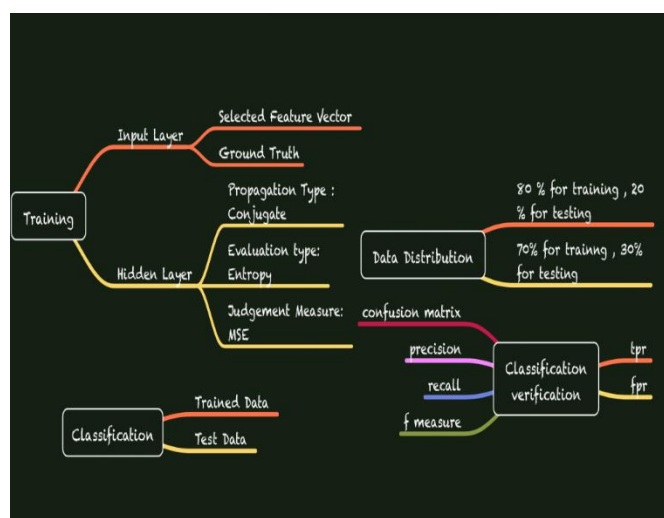 Selected Feature Vector
Input Layer
Ground Truth
Training
Propagation Type :
Conjugate
Hidden Layer
Evaluation type:
Entropy
Judgement Measure:
MSE
80 % for training , 20
% for testing
Data Distribution
70% for trainng , 30%
for testing
confusion matrix
precision
recall
f measure
Classification
verification
tpr
fpr
Trained Data
Classification
Test Data